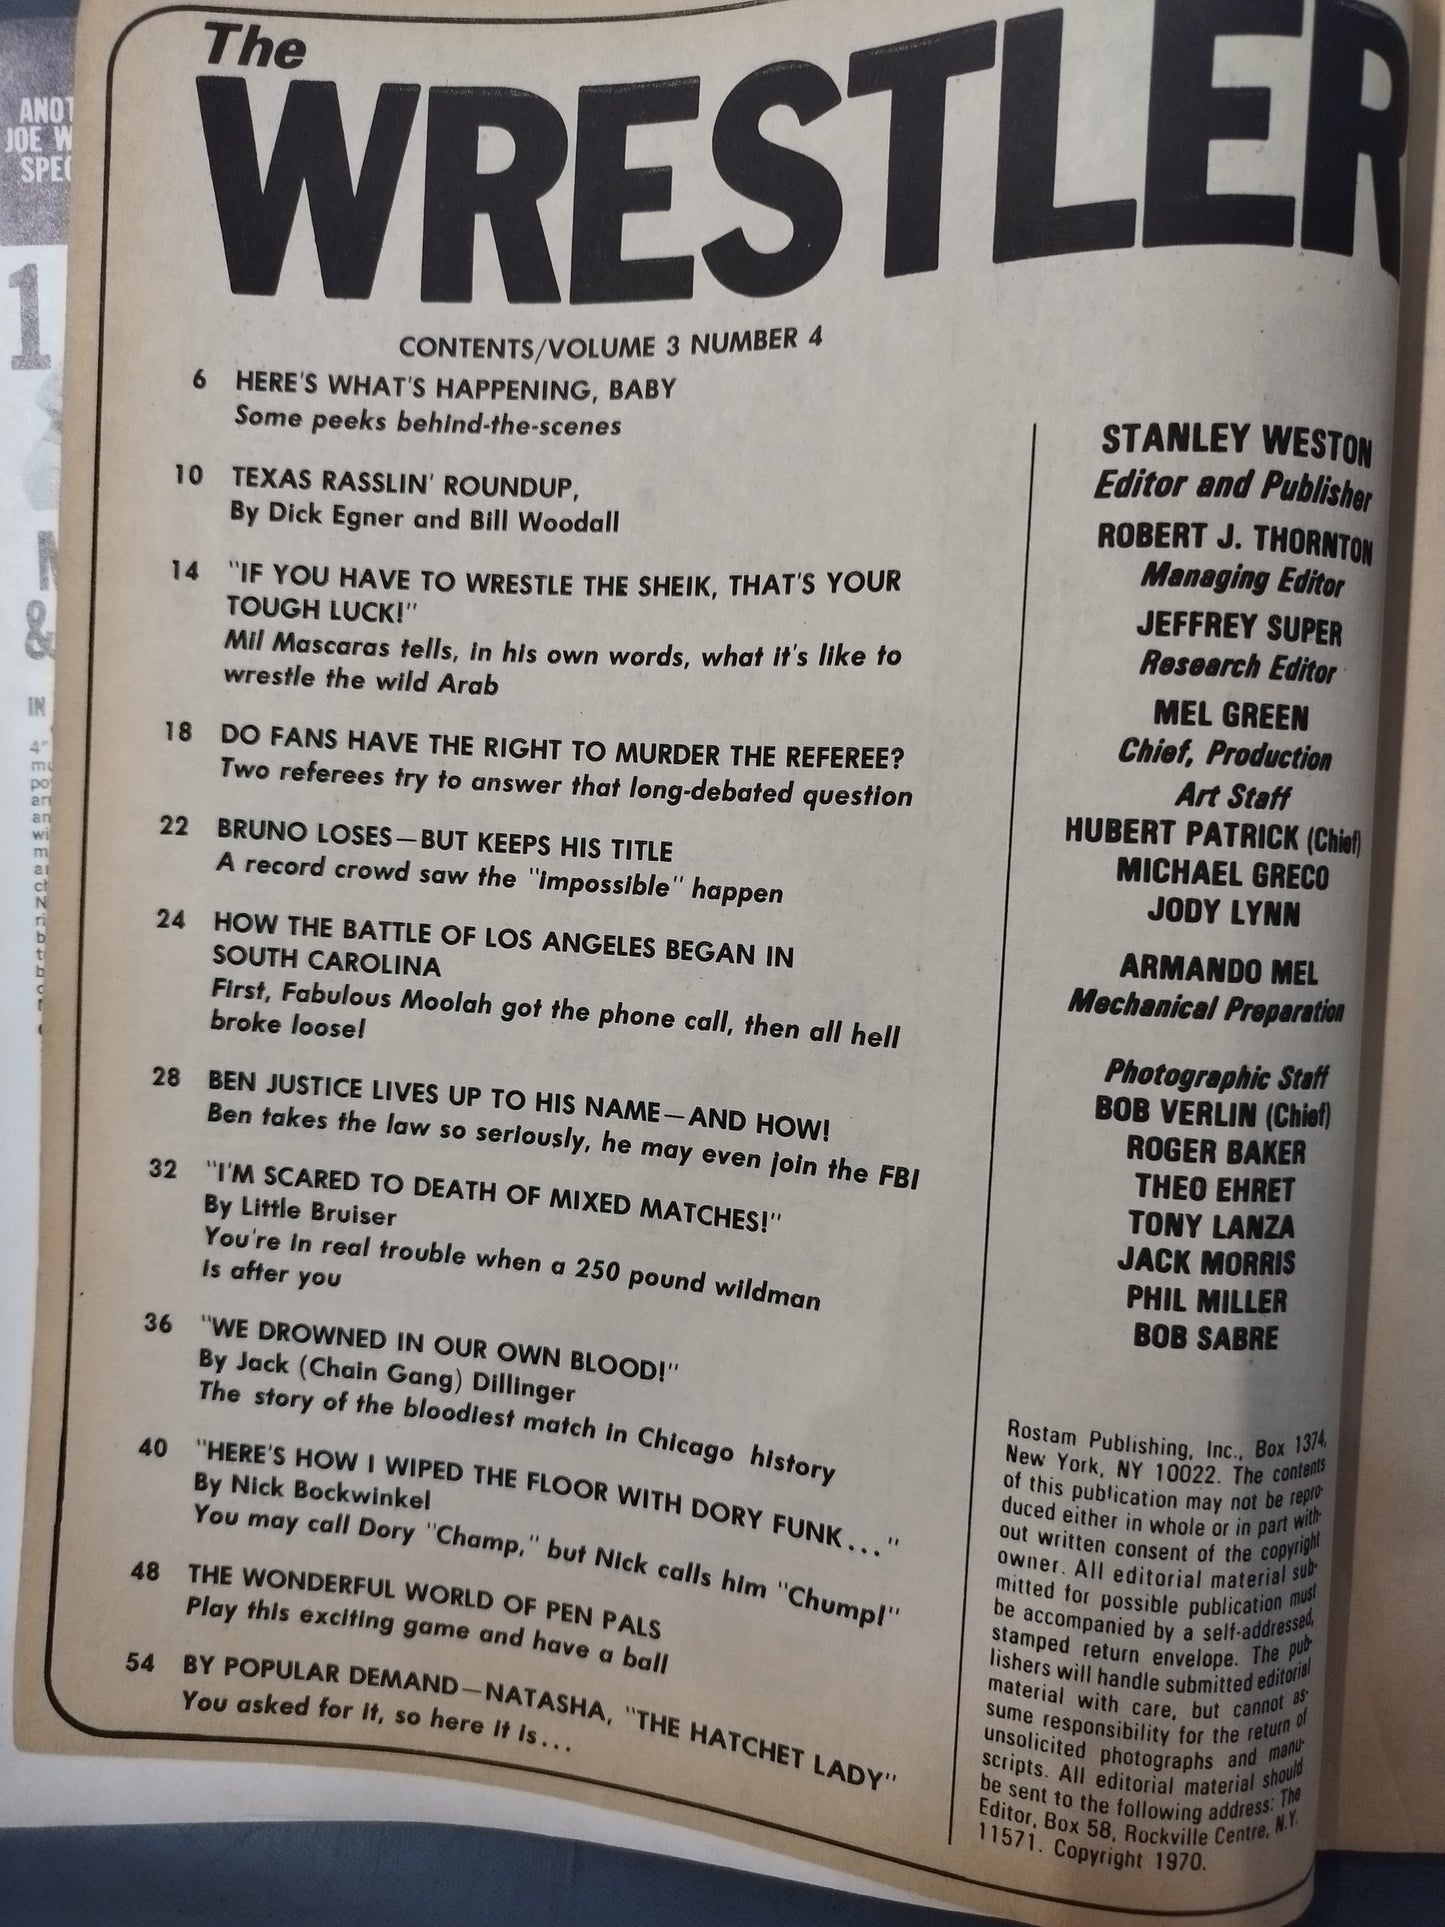 The
WRESTLER
CONTENTS/VOLUME 3 NUMBER 4
6 HERE'S WHAT'S HAPPENING, BABY
Some peeks behind-the-scenes
10 TEXAS RASSLIN' ROUNDUP,
By Dick Egner and Bill Woodall
14 "IF YOU HAVE TO WRESTLE THE SHEIK, THAT'S YOUR
TOUGH LUCK!"
Mil Mascaras tells, in his own words, what it's like to
wrestle the wild Arab
18 DO FANS HAVE THE RIGHT TO MURDER THE REFEREE?
Two referees try to answer that long-debated question
22 BRUNO LOSES—BUT KEEPS HIS TITLE
A record crowd saw the "impossible" happen
24 HOW THE BATTLE OF LOS ANGELES BEGAN IN
SOUTH CAROLINA
First, Fabulous Moolah got the phone call, then all hell
broke loose!
28 BEN JUSTICE LIVES UP TO HIS NAME—AND HOW!
Ben takes the law so seriously, he may even join the FBI
32 "I'M SCARED TO DEATH OF MIXED MATCHES!"
By Little Bruiser
You're in real trouble when a 250 pound wildman
is after you
36 "WE DROWNED IN OUR OWN BLOOD!"
By Jack (Chain Gang) Dillinger
The story of the bloodiest match in Chicago history
40 "HERE'S HOW I WIPED THE FLOOR WITH DORY FUNK..."
By Nick Bockwinkel
You may call Dory "Champ," but Nick calls him "Chump!"
48 THE WONDERFUL WORLD OF PEN PALS
Play this exciting game and have a ball
54 BY POPULAR DEMAND—NATASHA, "THE HATCHET LADY"
You asked for it, so here it is...
STANLEY WESTON
Editor and Publisher
ROBERT J. THORNTON
Managing Editor
JEFFREY SUPER
Research Editor
MEL GREEN
Chief, Production
Art Staff
HUBERT PATRICK (Chief)
MICHAEL GRECO
JODY LYNN
ARMANDO MEL
Mechanical Preparation
Photographic Staff
BOB VERLIN (Chief)
ROGER BAKER
THEO EHRET
TONY LANZA
JACK MORRIS
PHIL MILLER
BOB SABRE
Rostam Publishing, Inc., Box 1374,
New York, NY 10022. The contents
of this publication may not be repro-
duced either in whole or in part with-
out written consent of the copyright
owner. All editorial material sub-
mitted for possible publication must
be accompanied by a self-addressed,
stamped return envelope. The pub-
lishers will handle submitted editorial
material with care, but cannot as-
sume responsibility for the return of
unsolicited photographs and manu-
scripts. All editorial material should
be sent to the following address: The
Editor, Box 58, Rockville Centre, N.Y.
11571. Copyright 1970.